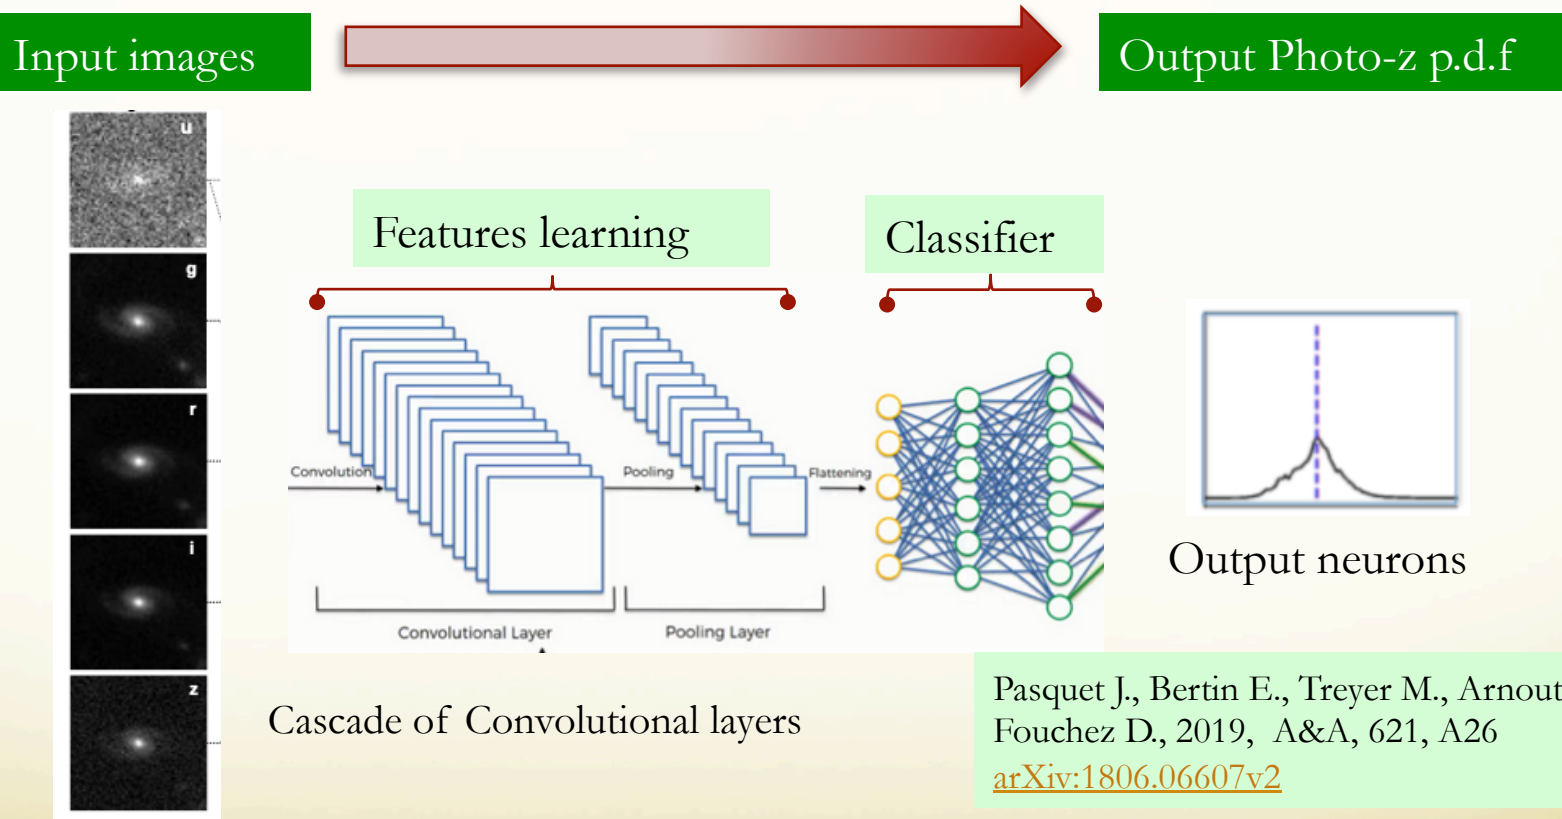 Input images
Output Photo-z p.d.f
u
g
r
i
z
Features learning
Classifier
Convolution
Pooling
Flattening
Convolutional Layer
Pooling Layer
Output neurons
Cascade of Convolutional layers
Pasquet J., Bertin E., Treyer M., Arnout
Fouchez D., 2019, A&A, 621, A26
arXiv:1806.06607v2